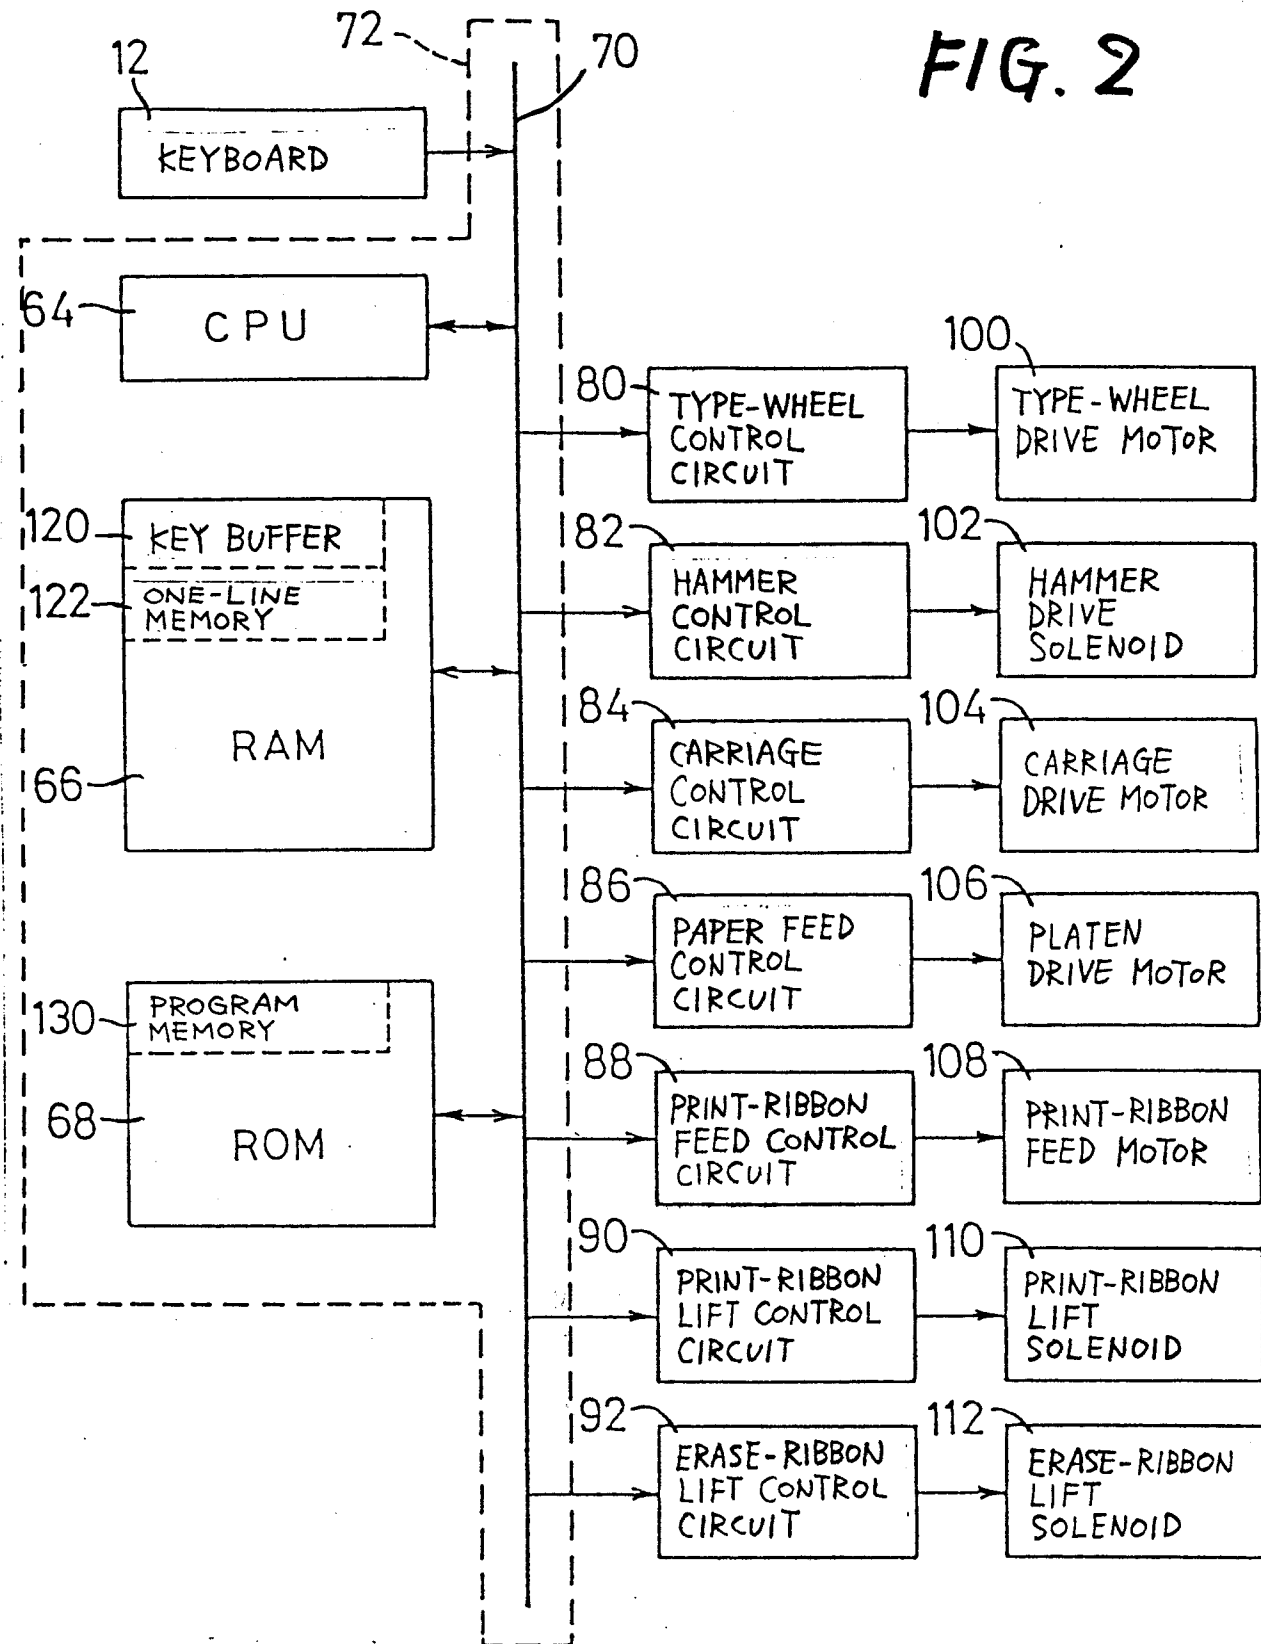 FIG. 2
72
70
12
KEYBOARD
64
CPU
120
KEY BUFFER
122
ONE-LINE
MEMORY
RAM
66
130
PROGRAM
MEMORY
68
ROM
80
TYPE-WHEEL
CONTROL
CIRCUIT
100
TYPE-WHEEL
DRIVE MOTOR
82
HAMMER
CONTROL
CIRCUIT
102
HAMMER
DRIVE
SOLENOID
84
CARRIAGE
CONTROL
CIRCUIT
104
CARRIAGE
DRIVE MOTOR
86
PAPER FEED
CONTROL
CIRCUIT
106
PLATEN
DRIVE MOTOR
88
PRINT-RIBBON
FEED CONTROL
CIRCUIT
108
PRINT-RIBBON
FEED MOTOR
90
PRINT-RIBBON
LIFT CONTROL
CIRCUIT
110
PRINT-RIBBON
LIFT
SOLENOID
92
ERASE-RIBBON
LIFT CONTROL
CIRCUIT
112
ERASE-RIBBON
LIFT
SOLENOID